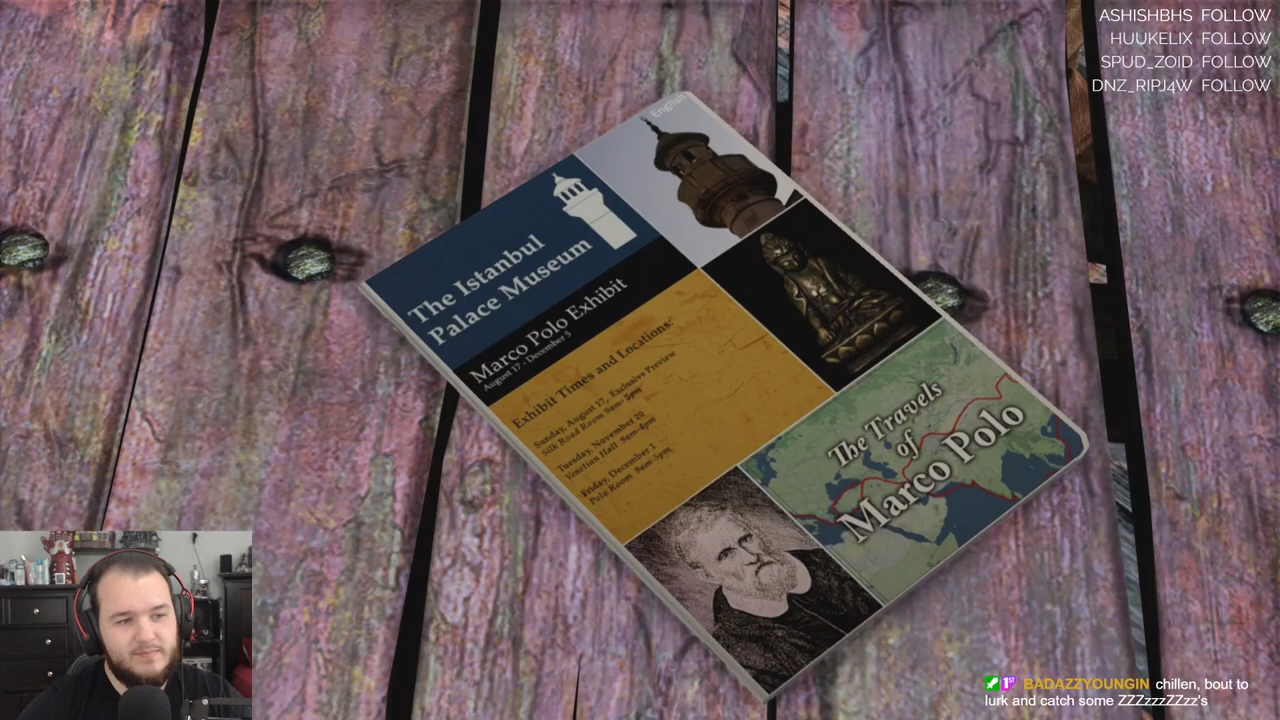 ASHISHBHS FOLLOW
HUUKELIX FOLLOW
SPUD_ZOID FOLLOW
DNZ_RIPJ4W FOLLOW
English
The Istanbul
Palace Museum
Marco Polo Exhibit
August 17 - December 5
Exhibit Times and Locations:
Sunday, August 17, Exclusive Preview
Silk Road Room 9am- 5pm
Tuesday, November 20
Venetian Hall 9am-4pm
Friday, December 1
Polo Room 9am-5pm
The Travels
of
Marco Polo
1ST BADAZZYOUNGIN chillen, bout to
lurk and catch some ZZZzzzZZzz's